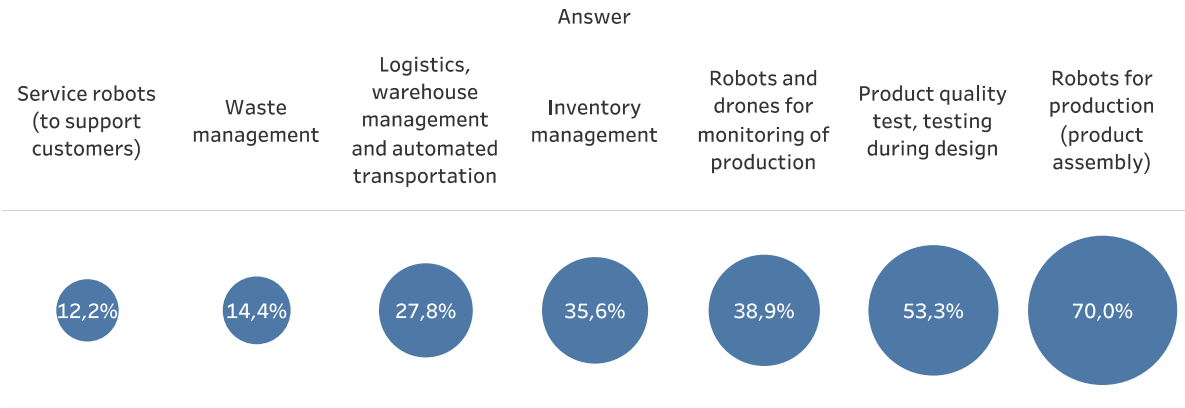 Answer
Service robots
(to support
customers)
Waste
management
Logistics,
warehouse
management
and automated
transportation
Inventory
management
Robots and
drones for
monitoring of
production
Product quality
test, testing
during design
Robots for
production
(product
assembly)
12,2%
14,4%
27,8%
35,6%
38,9%
53,3%
70,0%